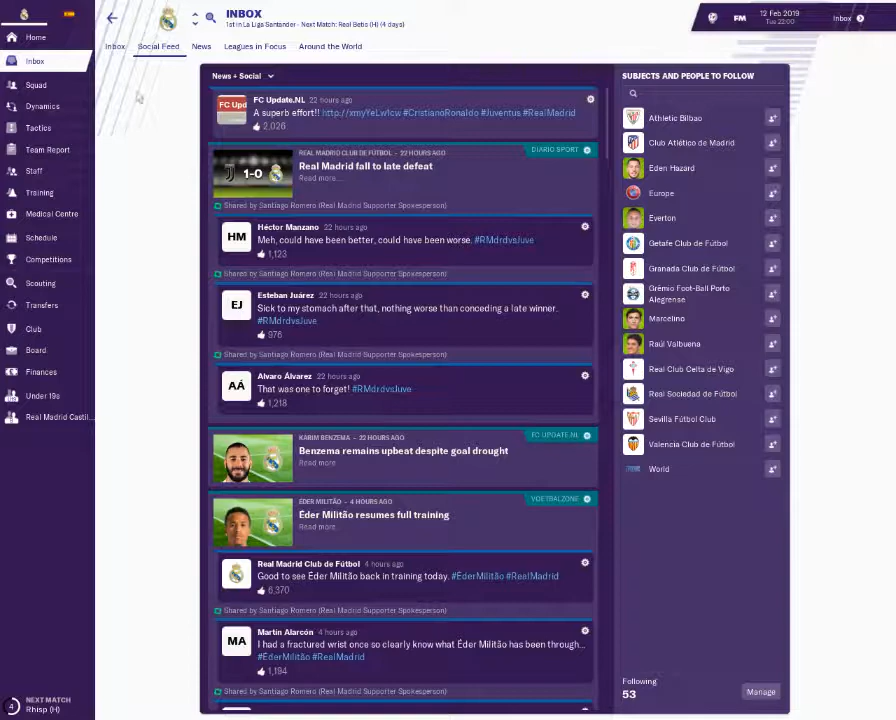 INBOX
1st in La Liga Santander - Next Match: Real Betis (H) (4 days)
FM
12 Feb 2019
Tue 22:00
Inbox
Inbox
Social Feed
News
Leagues in Focus
Around the World
Home
Inbox
Squad
Dynamics
Tactics
Team Report
Staff
Training
Medical Centre
Schedule
Competitions
Scouting
Transfers
Club
Board
Finances
Under 19s
Real Madrid Castil...
4
NEXT MATCH
Rhisp (H)
News + Social
FC Upd
FC Update.NL 22 hours ago
A superb effort!! http://xmyYeLwIcw #CristianoRonaldo #Juventus #RealMadrid
2,026
1-0
REAL MADRID CLUB DE FÚTBOL - 22 HOURS AGO
DIARIO SPORT
Real Madrid fall to late defeat
Read more...
Shared by Santiago Romero (Real Madrid Supporter Spokesperson)
HM
Héctor Manzano 22 hours ago
Meh, could have been better, could have been worse. #RMdrdvsJuve
1,123
Shared by Santiago Romero (Real Madrid Supporter Spokesperson)
EJ
Esteban Juárez 22 hours ago
Sick to my stomach after that, nothing worse than conceding a late winner.
#RMdrdvsJuve
976
Shared by Santiago Romero (Real Madrid Supporter Spokesperson)
AÁ
Alvaro Álvarez 22 hours ago
That was one to forget! #RMdrdvsJuve
1,218
KARIM BENZEMA - 22 HOURS AGO
FC UPDATE.NL
Benzema remains upbeat despite goal drought
Read more
ÉDER MILITÃO - 4 HOURS AGO
VOETBALZONE
Éder Militão resumes full training
Read more
Real Madrid Club de Fútbol 4 hours ago
Good to see Éder Militão back in training today. #ÉderMilitão #RealMadrid
6,370
Shared by Santiago Romero (Real Madrid Supporter Spokesperson)
MA
Martín Alarcón 4 hours ago
I had a fractured wrist once so clearly know what Éder Militão has been through...
#ÉderMilitão #RealMadrid
1,194
Shared by Santiago Romero (Real Madrid Supporter Spokesperson)
SUBJECTS AND PEOPLE TO FOLLOW
Athletic Bilbao
Club Atlético de Madrid
Eden Hazard
Europe
Everton
Getafe Club de Fútbol
Granada Club de Fútbol
Grêmio Foot-Ball Porto
Alegrense
Marcelino
Raúl Valbuena
Real Club Celta de Vigo
Real Sociedad de Fútbol
Sevilla Fútbol Club
Valencia Club de Fútbol
World
Following
53
Manage